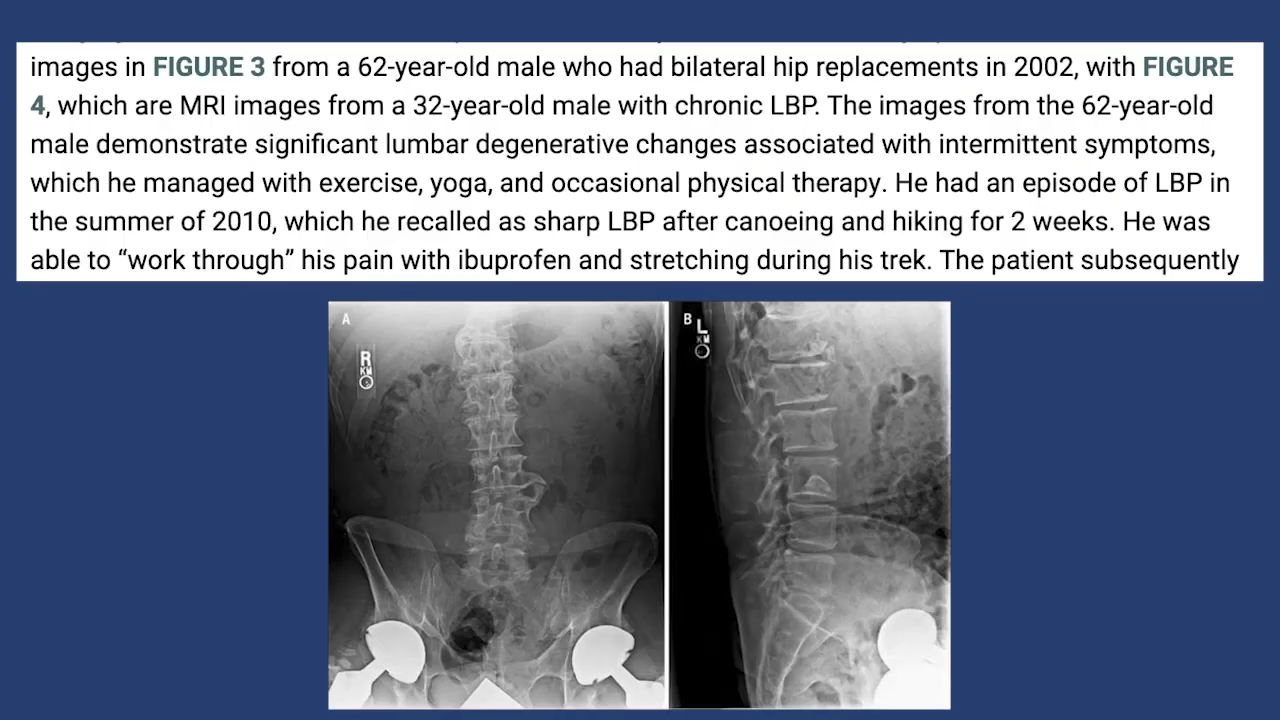 images in FIGURE 3 from a 62-year-old male who had bilateral hip replacements in 2002, with FIGURE
4, which are MRI images from a 32-year-old male with chronic LBP. The images from the 62-year-old
male demonstrate significant lumbar degenerative changes associated with intermittent symptoms,
which he managed with exercise, yoga, and occasional physical therapy. He had an episode of LBP in
the summer of 2010, which he recalled as sharp LBP after canoeing and hiking for 2 weeks. He was
able to “work through” his pain with ibuprofen and stretching during his trek. The patient subsequently
A
R
KM
B
L
KM